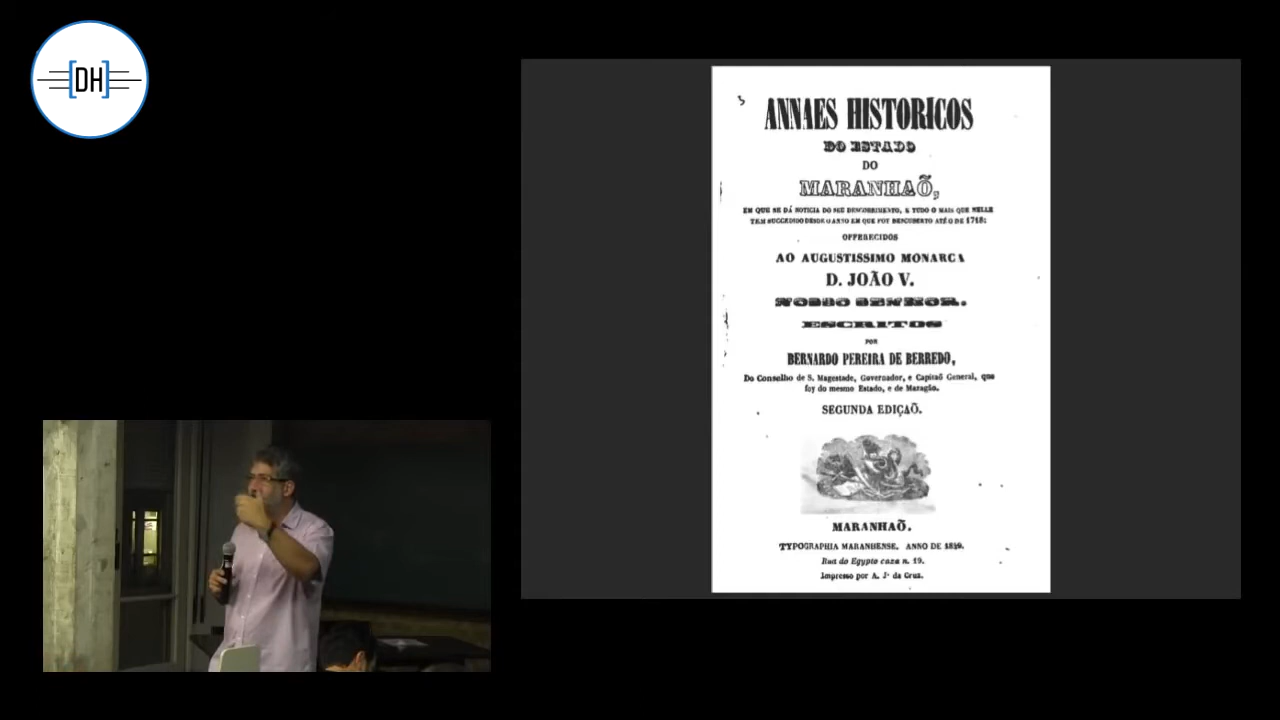 [DH]
ANNAES HISTORICOS
DO ESTADO
DO
MARANHAÕ,
EM QUE SE DÁ NOTICIA DO SEU DESCOBRIMENTO, E TUDO O MAIS QUE NELLE
TEM SUCCEDIDO DESDE O ANNO EM QUE FOY DESCUBERTO ATÉ O DE 1718:
OFFERECIDOS
AO AUGUSTISSIMO MONARCA
D. JOÃO V.
NOSSO SENHOR.
ESCRITOS
POR
BERNARDO PEREIRA DE BERREDO,
Do Conselho de S. Magestade, Governador, e Capitaõ General, que
foy do mesmo Estado, e de Maragão.
SEGUNDA EDIÇAÕ.
MARANHAÕ.
TYPOGRAPHIA MARANHENSE. ANNO DE 1849.
Rua do Egypto caza n. 19.
Impresso por A. J. da Cruz.